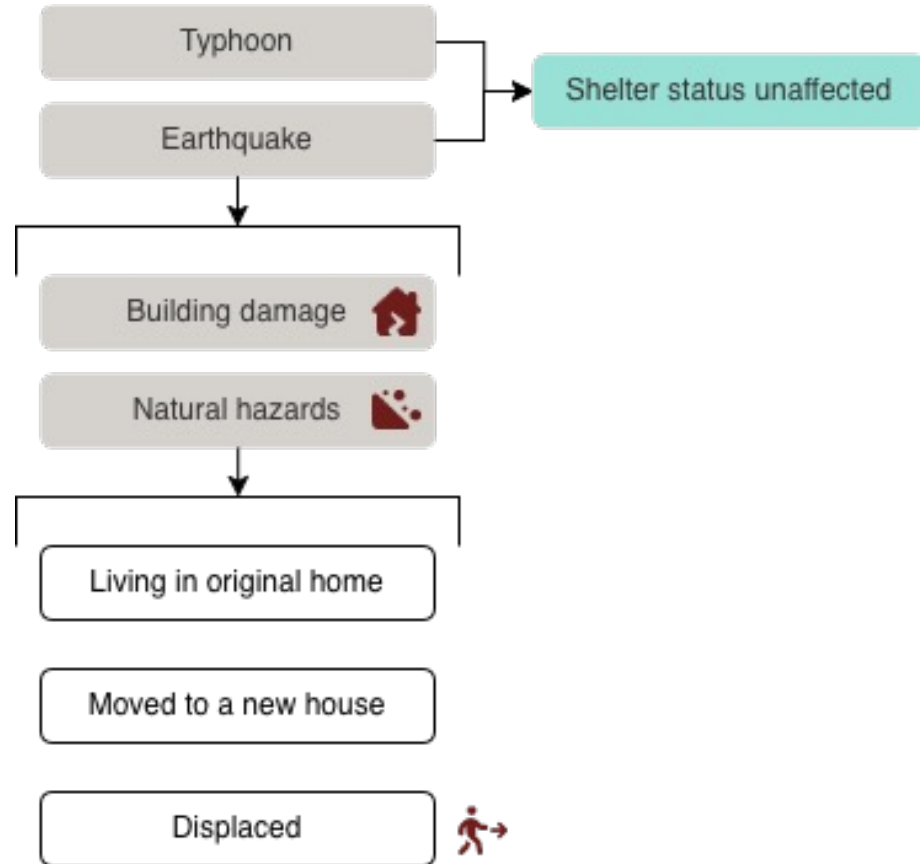 Typhoon
Shelter status unaffected
Earthquake
Building damage
Natural hazards
Living in original home
Moved to a new house
Displaced